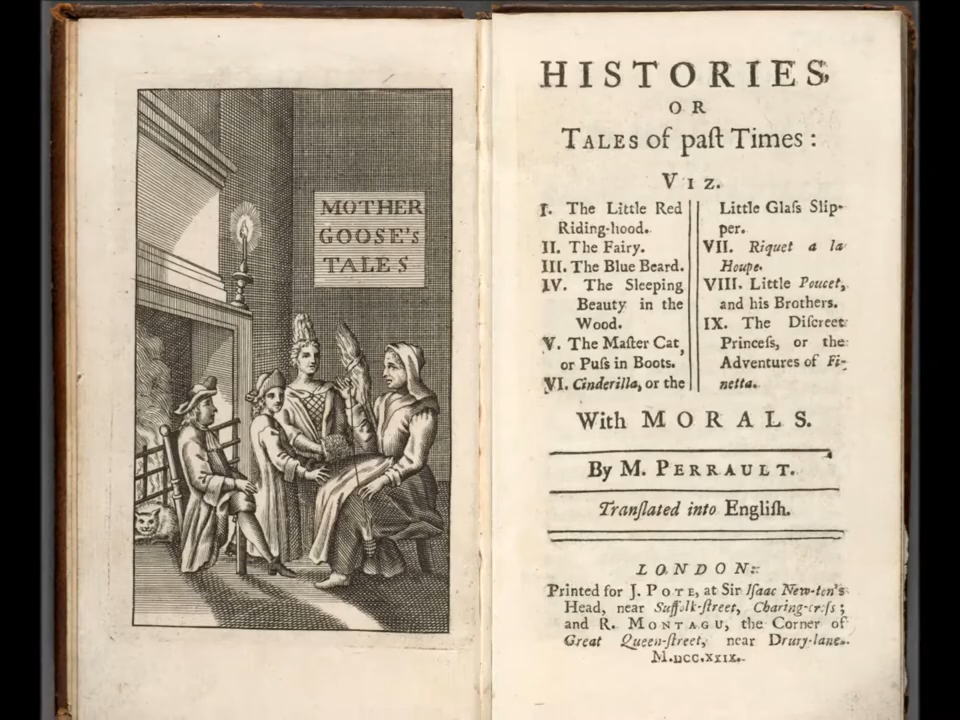 MOTHER
GOOSE's
TALES
HISTORIES,
OR
TALES of paſt Times:
VIZ.
I. The Little Red
Riding-hood.
II. The Fairy.
III. The Blue Beard.
IV. The Sleeping
Beauty in the
Wood.
V. The Maſter Cat,
or Puſs in Boots.
VI. Cinderilla, or the
Little Glaſs Slip-
per.
VII. Riquet a la
Houpe.
VIII. Little Poucet,
and his Brothers.
IX. The Diſcreet
Princeſs, or the
Adventures of Fi-
netta.
With MORALS.
By M. PERRAULT.
Tranſlated into Engliſh.
LONDON:
Printed for J. POTE, at Sir Iſaac New-ton's
Head, near Suffolk-ſtreet, Charing-croſs;
and R. MONTAGU, the Corner of
Great Queen-ſtreet, near Drury-lane.
M.DCC.XXIX.